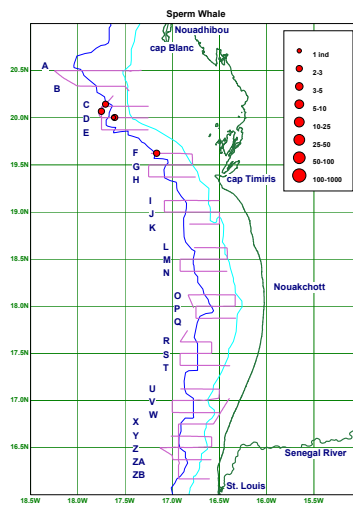 Sperm Whale
Nouadhibou
cap Blanc
1 ind
2-3
3-5
5-10
10-25
25-50
50-100
100-1000
20.5N
20.0N
19.5N
19.0N
18.5N
18.0N
17.5N
17.0N
16.5N
A
B
C
D
E
F
G
H
cap Timiris
I
J
K
L
M
N
Nouakchott
O
P
Q
R
S
T
U
V
W
X
Y
Z
ZA
ZB
Senegal River
St. Louis
18.5W
18.0W
17.5W
17.0W
16.5W
16.0W
15.5W